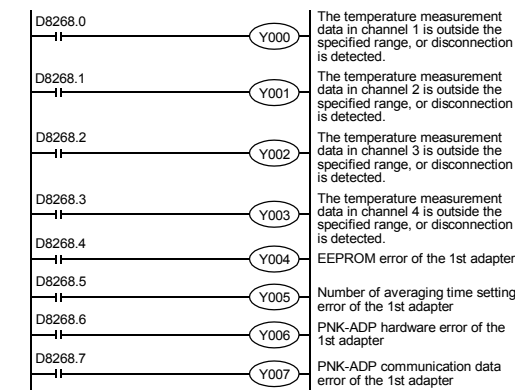 D8268.0
Y000
The temperature measurement
data in channel 1 is outside the
specified range, or disconnection
is detected.
D8268.1
Y001
The temperature measurement
data in channel 2 is outside the
specified range, or disconnection
is detected.
D8268.2
Y002
The temperature measurement
data in channel 3 is outside the
specified range, or disconnection
is detected.
D8268.3
Y003
The temperature measurement
data in channel 4 is outside the
specified range, or disconnection
is detected.
D8268.4
Y004
EEPROM error of the 1st adapter
D8268.5
Y005
Number of averaging time setting
error of the 1st adapter
D8268.6
Y006
PNK-ADP hardware error of the
1st adapter
D8268.7
Y007
PNK-ADP communication data
error of the 1st adapter